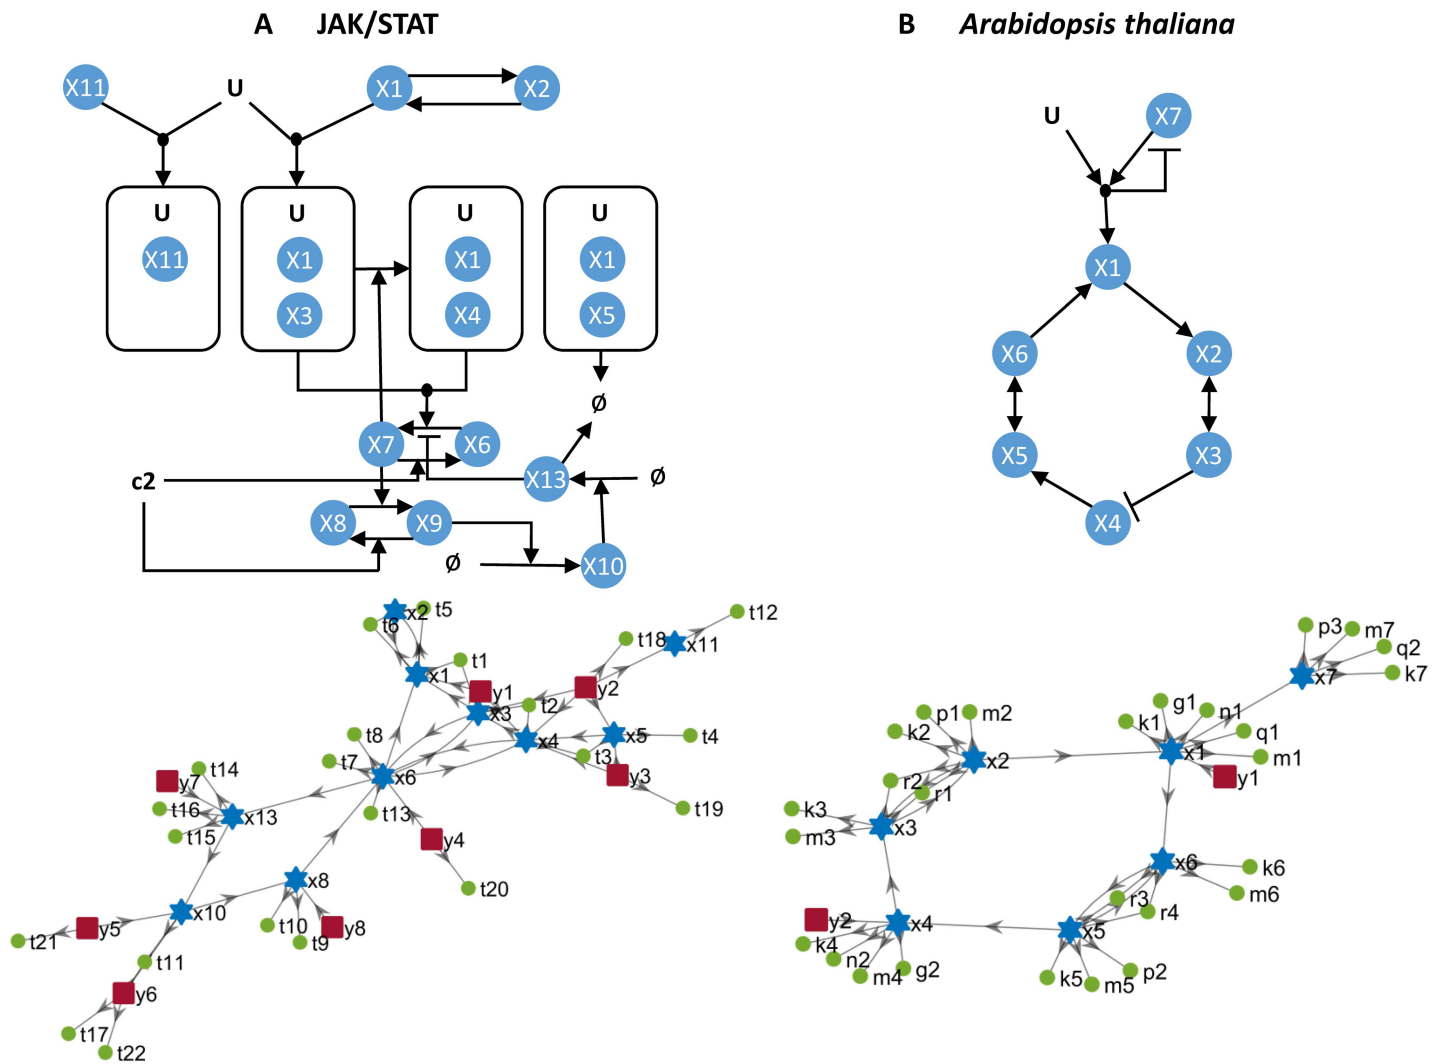 A JAK/STAT
B Arabidopsis thaliana
X11 U X1 X2
U X7
U U U U
X11 X1 X1 X1
X3 X4 X5
X1
X6 X2
Ø
X7 X6
c2 X13 Ø
X5 X3
X8 X9
X4
Ø X10
x2 t5
t6
t12
t18 x11
t1
x1
y1 y2
x3 t2
t8 x4 x5 t4
t7 t3
x6 y3
y7 t14
t16 x13 t13 t19
t15 y4
x8 t20
x10 t10 y8
t9
t21 y5
t11
y6
t17
t22
p3 m7
q2
x7 k7
g1
p1 m2 k1 n1
k2 q1
x2 x1 m1
r2 y1
k3 r1
m3 x3
x6 k6
r3 m6
y2 x4 r4
k4 x5
n2 g2 p2
m4 k5 m5